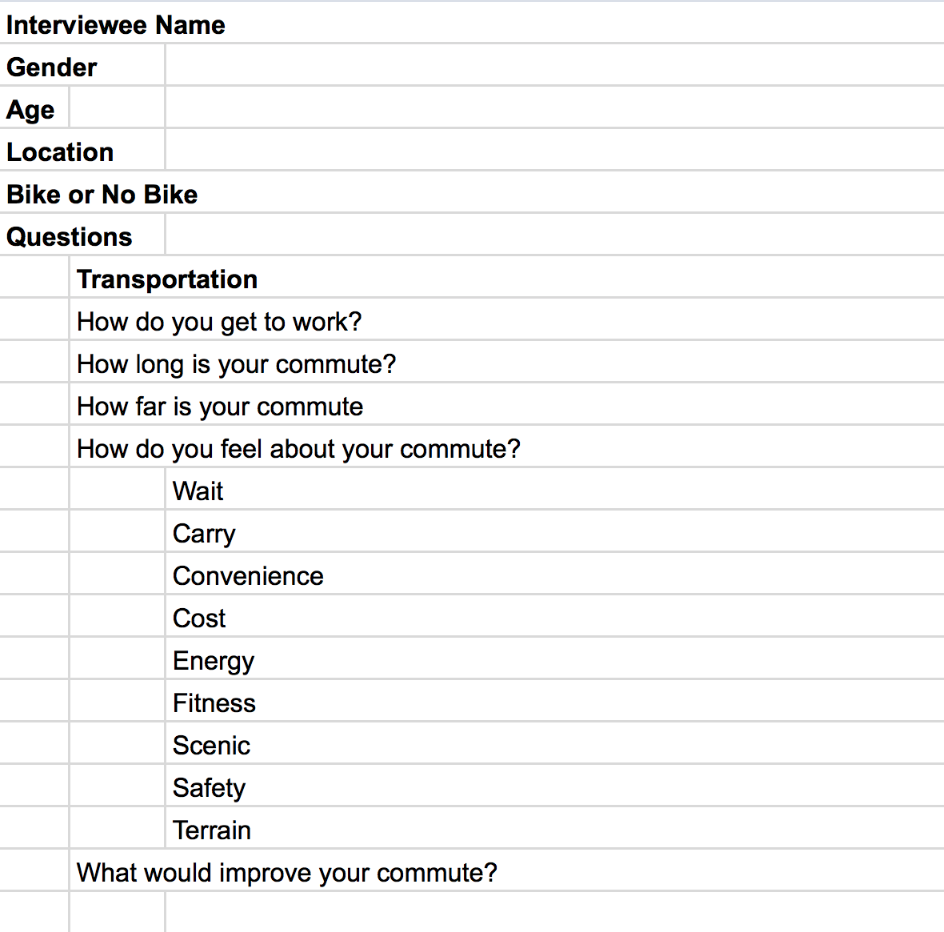 Interviewee Name
Gender
Age
Location
Bike or No Bike
Questions
Transportation
How do you get to work?
How long is your commute?
How far is your commute
How do you feel about your commute?
Wait
Carry
Convenience
Cost
Energy
Fitness
Scenic
Safety
Terrain
What would improve your commute?